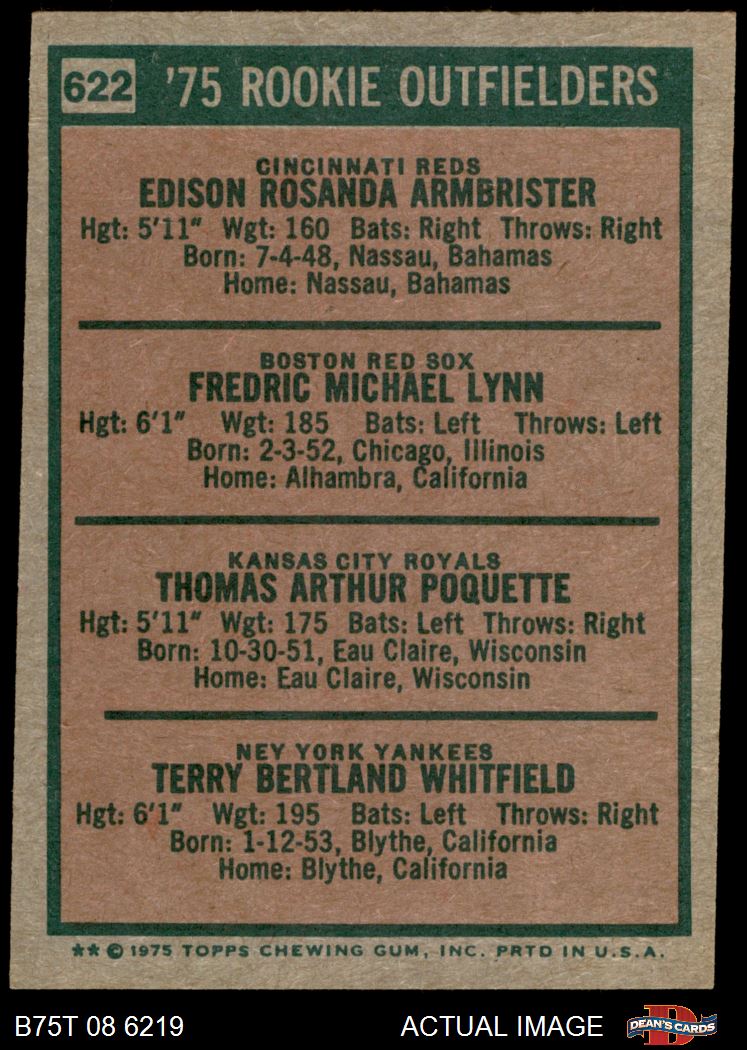 622 '75 ROOKIE OUTFIELDERS
CINCINNATI REDS
EDISON ROSANDA ARMBRISTER
Hgt: 5'11" Wgt: 160 Bats: Right Throws: Right
Born: 7-4-48, Nassau, Bahamas
Home: Nassau, Bahamas
BOSTON RED SOX
FREDRIC MICHAEL LYNN
Hgt: 6'1" Wgt: 185 Bats: Left Throws: Left
Born: 2-3-52, Chicago, Illinois
Home: Alhambra, California
KANSAS CITY ROYALS
THOMAS ARTHUR POQUETTE
Hgt: 5'11" Wgt: 175 Bats: Left Throws: Right
Born: 10-30-51, Eau Claire, Wisconsin
Home: Eau Claire, Wisconsin
NEY YORK YANKEES
TERRY BERTLAND WHITFIELD
Hgt: 6'1" Wgt: 195 Bats: Left Throws: Right
Born: 1-12-53, Blythe, California
Home: Blythe, California
** © 1975 TOPPS CHEWING GUM, INC. PRTD IN U.S.A.
B75T 08 6219 ACTUAL IMAGE D DEAN'S CARDS